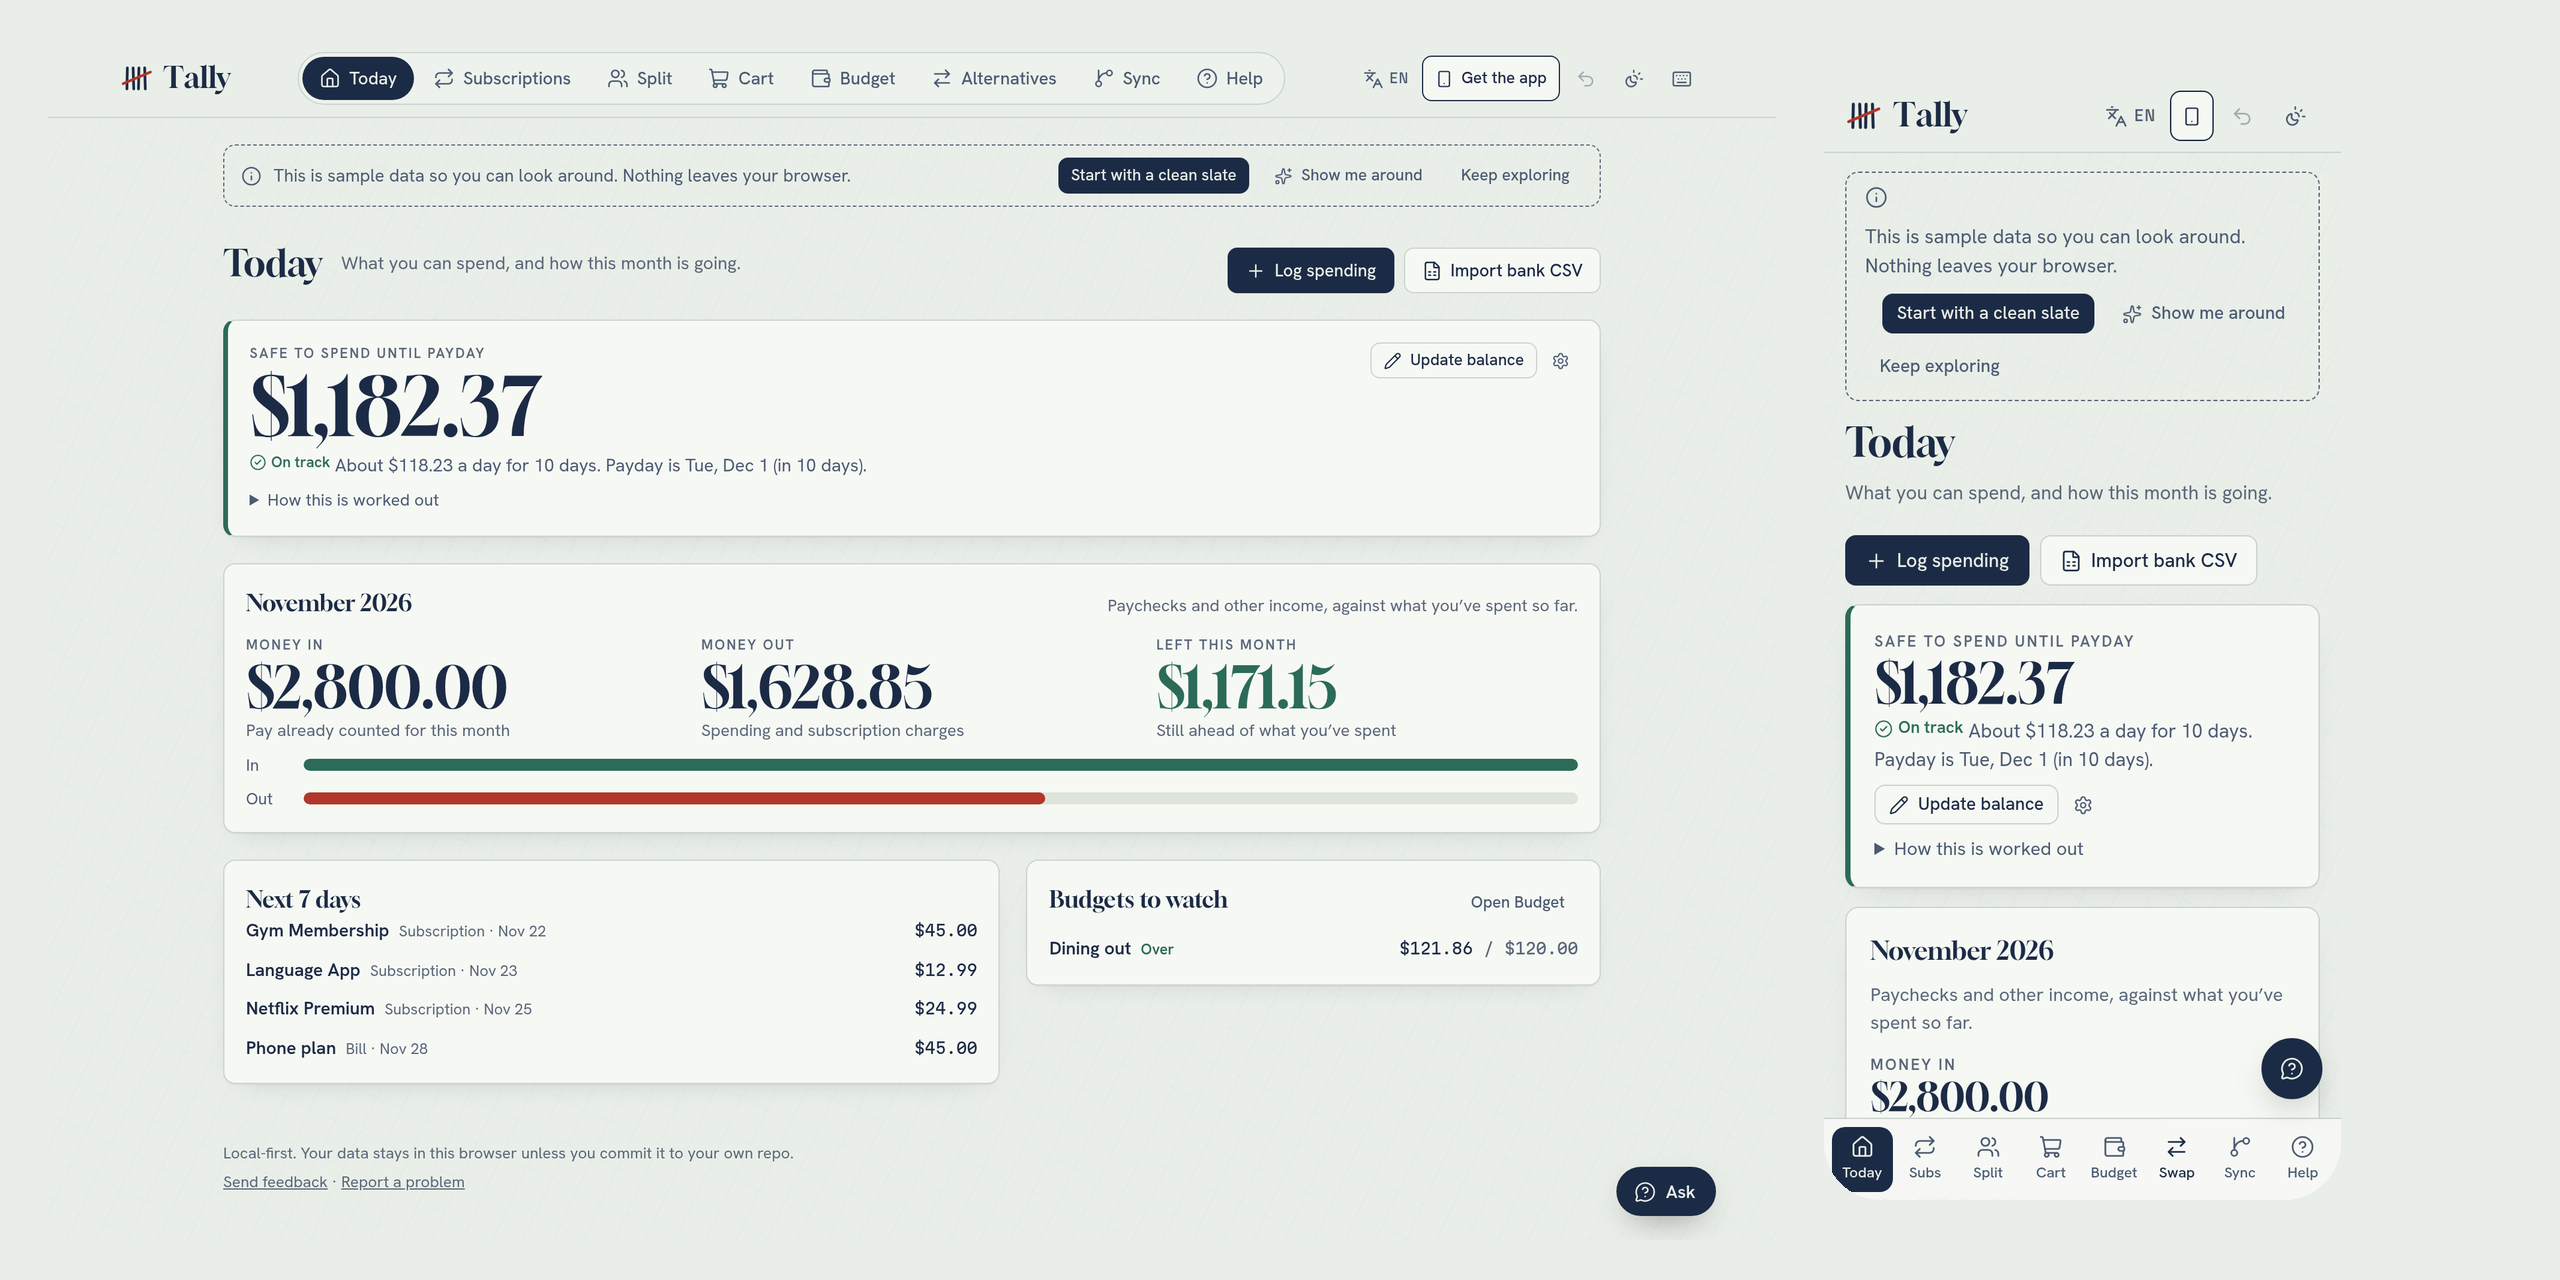 Tally
Today
Subscriptions
Split
Cart
Budget
Alternatives
Sync
Help
EN
Get the app
This is sample data so you can look around. Nothing leaves your browser.
Start with a clean slate
Show me around
Keep exploring
Today
What you can spend, and how this month is going.
Log spending
Import bank CSV
SAFE TO SPEND UNTIL PAYDAY
Update balance
$1,182.37
On track About $118.23 a day for 10 days. Payday is Tue, Dec 1 (in 10 days).
How this is worked out
November 2026
Paychecks and other income, against what you’ve spent so far.
MONEY IN
$2,800.00
Pay already counted for this month
MONEY OUT
$1,628.85
Spending and subscription charges
LEFT THIS MONTH
$1,171.15
Still ahead of what you’ve spent
In
Out
Next 7 days
Gym Membership Subscription · Nov 22 $45.00
Language App Subscription · Nov 23 $12.99
Netflix Premium Subscription · Nov 25 $24.99
Phone plan Bill · Nov 28 $45.00
Budgets to watch
Open Budget
Dining out Over $121.86 / $120.00
Local-first. Your data stays in this browser unless you commit it to your own repo.
Send feedback · Report a problem
Ask
Tally
EN
This is sample data so you can look around.
Nothing leaves your browser.
Start with a clean slate
Show me around
Keep exploring
Today
What you can spend, and how this month is going.
Log spending
Import bank CSV
SAFE TO SPEND UNTIL PAYDAY
$1,182.37
On track About $118.23 a day for 10 days.
Payday is Tue, Dec 1 (in 10 days).
Update balance
How this is worked out
November 2026
Paychecks and other income, against what you’ve
spent so far.
MONEY IN
$2,800.00
Today
Subs
Split
Cart
Budget
Swap
Sync
Help